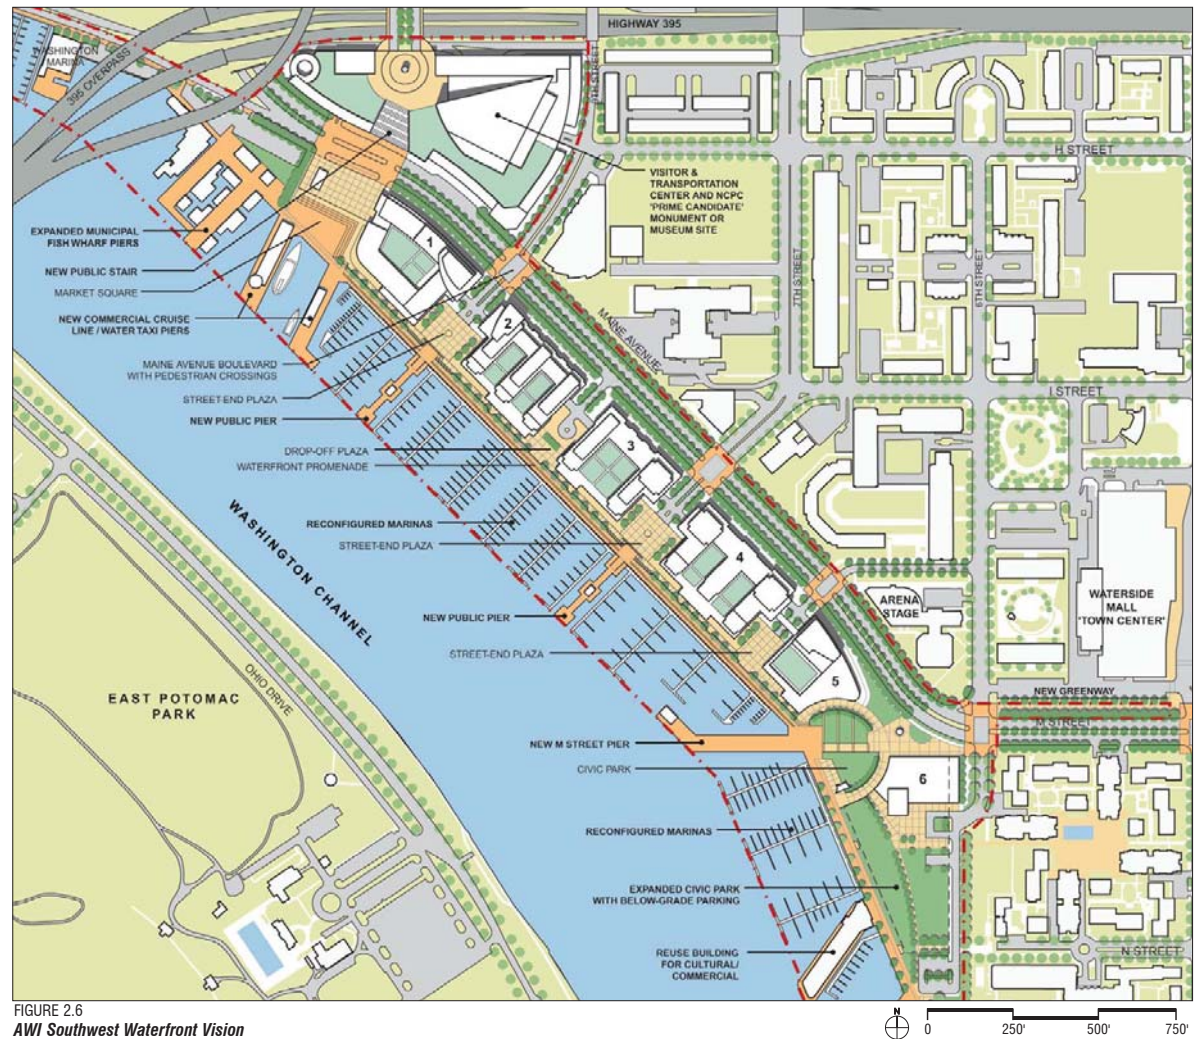 HIGHWAY 395
WASHINGTON
MARINA
395 OVERPASS
9TH STREET
H STREET
VISITOR &
TRANSPORTATION
CENTER AND NCPC
'PRIME CANDIDATE'
MONUMENT OR
MUSEUM SITE
EXPANDED MUNICIPAL
FISH WHARF PIERS
NEW PUBLIC STAIR
MARKET SQUARE
NEW COMMERCIAL CRUISE
LINE / WATER TAXI PIERS
1
7TH STREET
6TH STREET
2
MAINE AVENUE
MAINE AVENUE BOULEVARD
WITH PEDESTRIAN CROSSINGS
STREET-END PLAZA
NEW PUBLIC PIER
I STREET
DROP-OFF PLAZA
WATERFRONT PROMENADE
3
WASHINGTON CHANNEL
RECONFIGURED MARINAS
STREET-END PLAZA
4
NEW PUBLIC PIER
ARENA
STAGE
WATERSIDE
MALL
'TOWN CENTER'
STREET-END PLAZA
5
EAST POTOMAC
PARK
OHIO DRIVE
NEW GREENWAY
M STREET
NEW M STREET PIER
CIVIC PARK
6
RECONFIGURED MARINAS
EXPANDED CIVIC PARK
WITH BELOW-GRADE PARKING
REUSE BUILDING
FOR CULTURAL/
COMMERCIAL
N STREET
FIGURE 2.6
AWI Southwest Waterfront Vision
N
0 250' 500' 750'